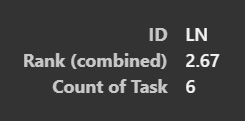 ID LN
Rank (combined) 2.67
Count of Task 6